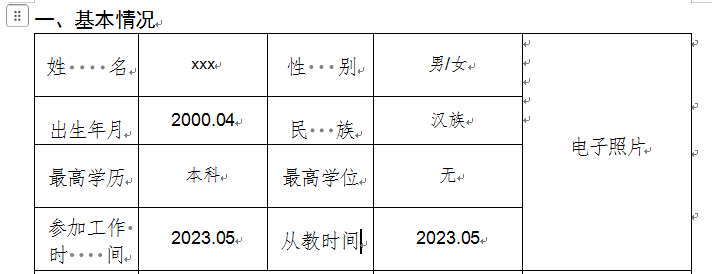 一、基本情况
姓 名 xxx 性 别 男/女
出生年月 2000.04 民 族 汉族
电子照片
最高学历 本科 最高学位 无
参加工作
时 间 2023.05 从教时间 2023.05